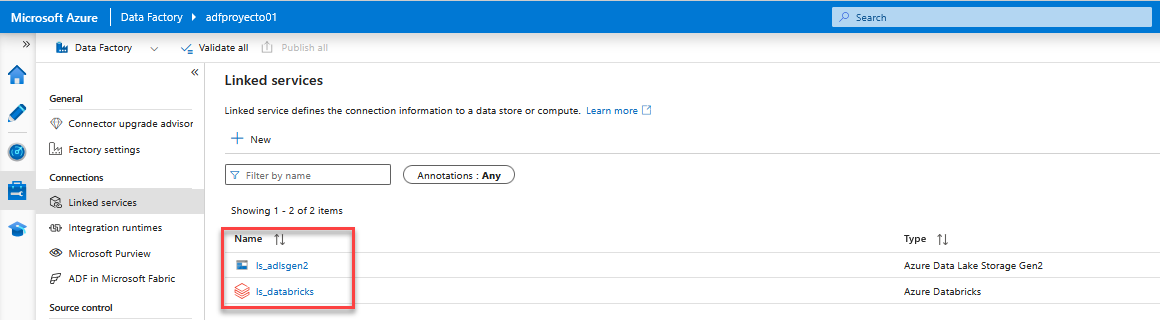 Microsoft Azure Data Factory adfproyecto01 Search
Data Factory Validate all Publish all
General
Connector upgrade advisor
Factory settings
Connections
Linked services
Integration runtimes
Microsoft Purview
ADF in Microsoft Fabric
Source control
Linked services
Linked service defines the connection information to a data store or compute. Learn more
New
Filter by name Annotations : Any
Showing 1 - 2 of 2 items
Name Type
ls_adlsgen2 Azure Data Lake Storage Gen2
ls_databricks Azure Databricks